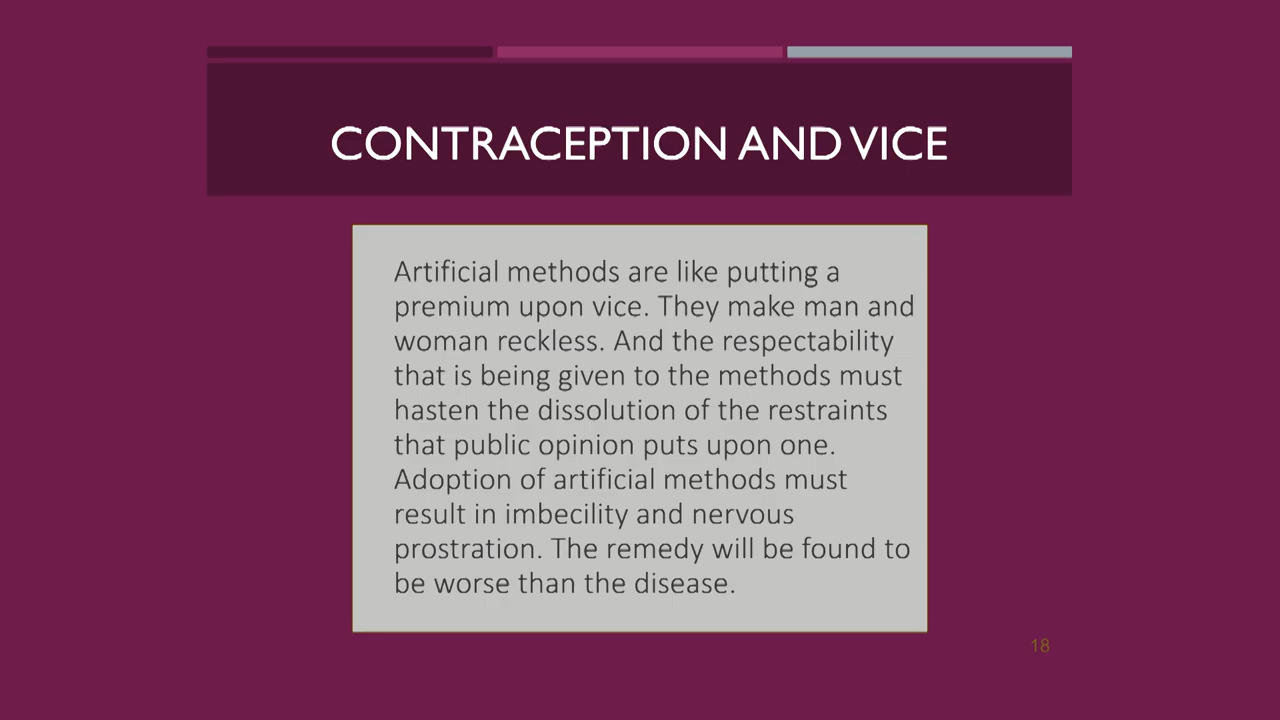 CONTRACEPTION AND VICE
Artificial methods are like putting a
premium upon vice. They make man and
woman reckless. And the respectability
that is being given to the methods must
hasten the dissolution of the restraints
that public opinion puts upon one.
Adoption of artificial methods must
result in imbecility and nervous
prostration. The remedy will be found to
be worse than the disease.
18